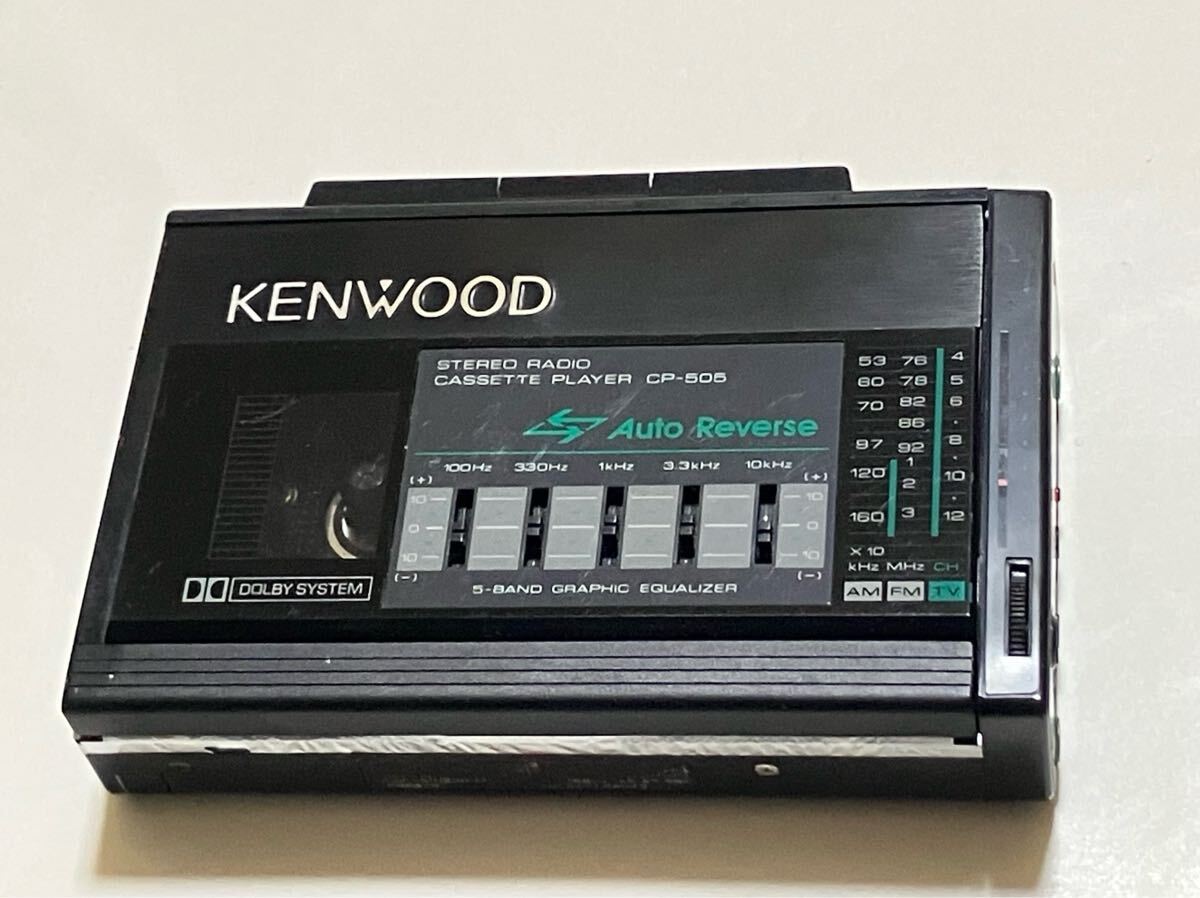 KENWOOD
STEREO RADIO
CASSETTE PLAYER CP-505
Auto Reverse
100Hz 330Hz 1kHz 3.3kHz 10kHz
(+) (+)
10 10
0 0
10 10
(-) (-)
5-BAND GRAPHIC EQUALIZER
DOLBY SYSTEM
53 76 4
60 78 5
70 82 6
86
97 92 8
120 1 10
2
160 3 12
X 10
kHz MHz CH
AM FM TV